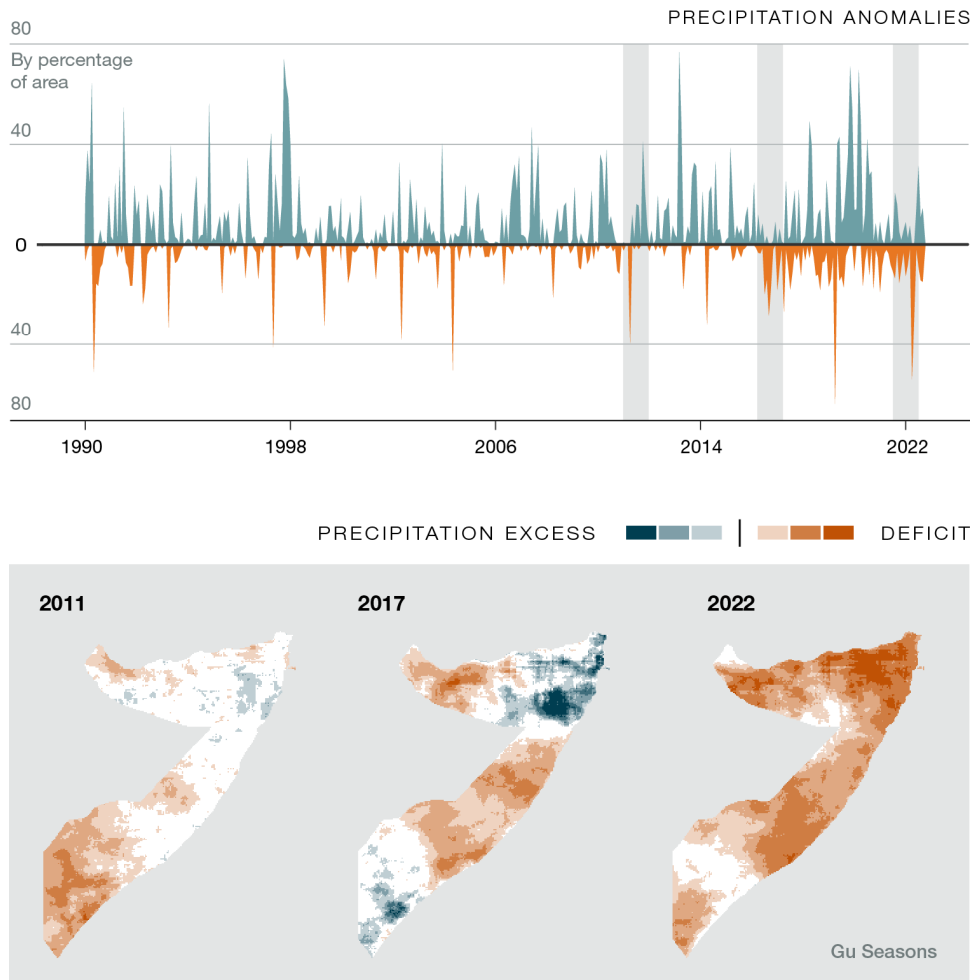 PRECIPITATION ANOMALIES
80
By percentage
of area
40
0
40
80
1990 1998 2006 2014 2022
PRECIPITATION EXCESS | DEFICIT
2011 2017 2022
Gu Seasons